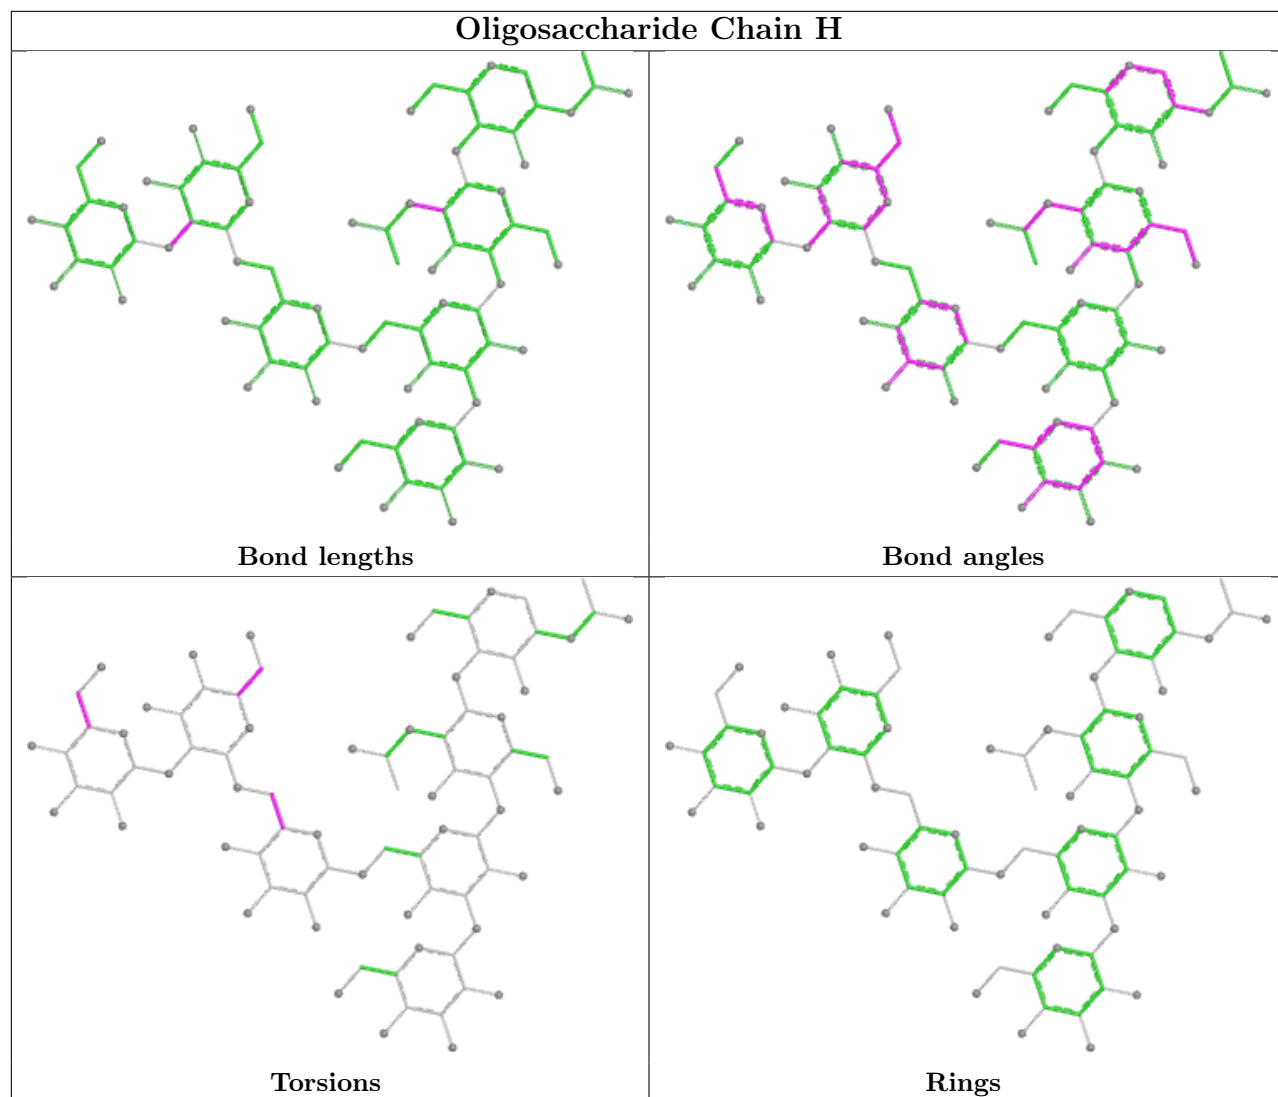 Oligosaccharide Chain H
Bond lengths
Bond angles
Torsions
Rings